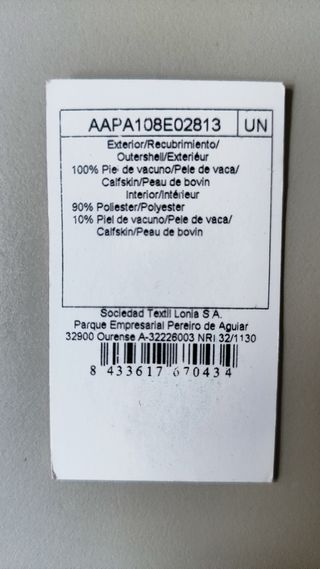 AAPA108E02813 UN
Exterior/Recubrimiento/
Outershell/Exteriéur
100% Piel de vacuno/Pele de vaca/
Calfskin/Peau de bovin
Interior/Intérieur
90% Poliester/Polyester
10% Piel de vacuno/Pele de vaca/
Calfskin/Peau de bovin
Sociedad Textil Lonia S.A.
Parque Empresarial Pereiro de Aguiar
32900 Ourense A-32226003 NRI 32/1130
8 433617 670434